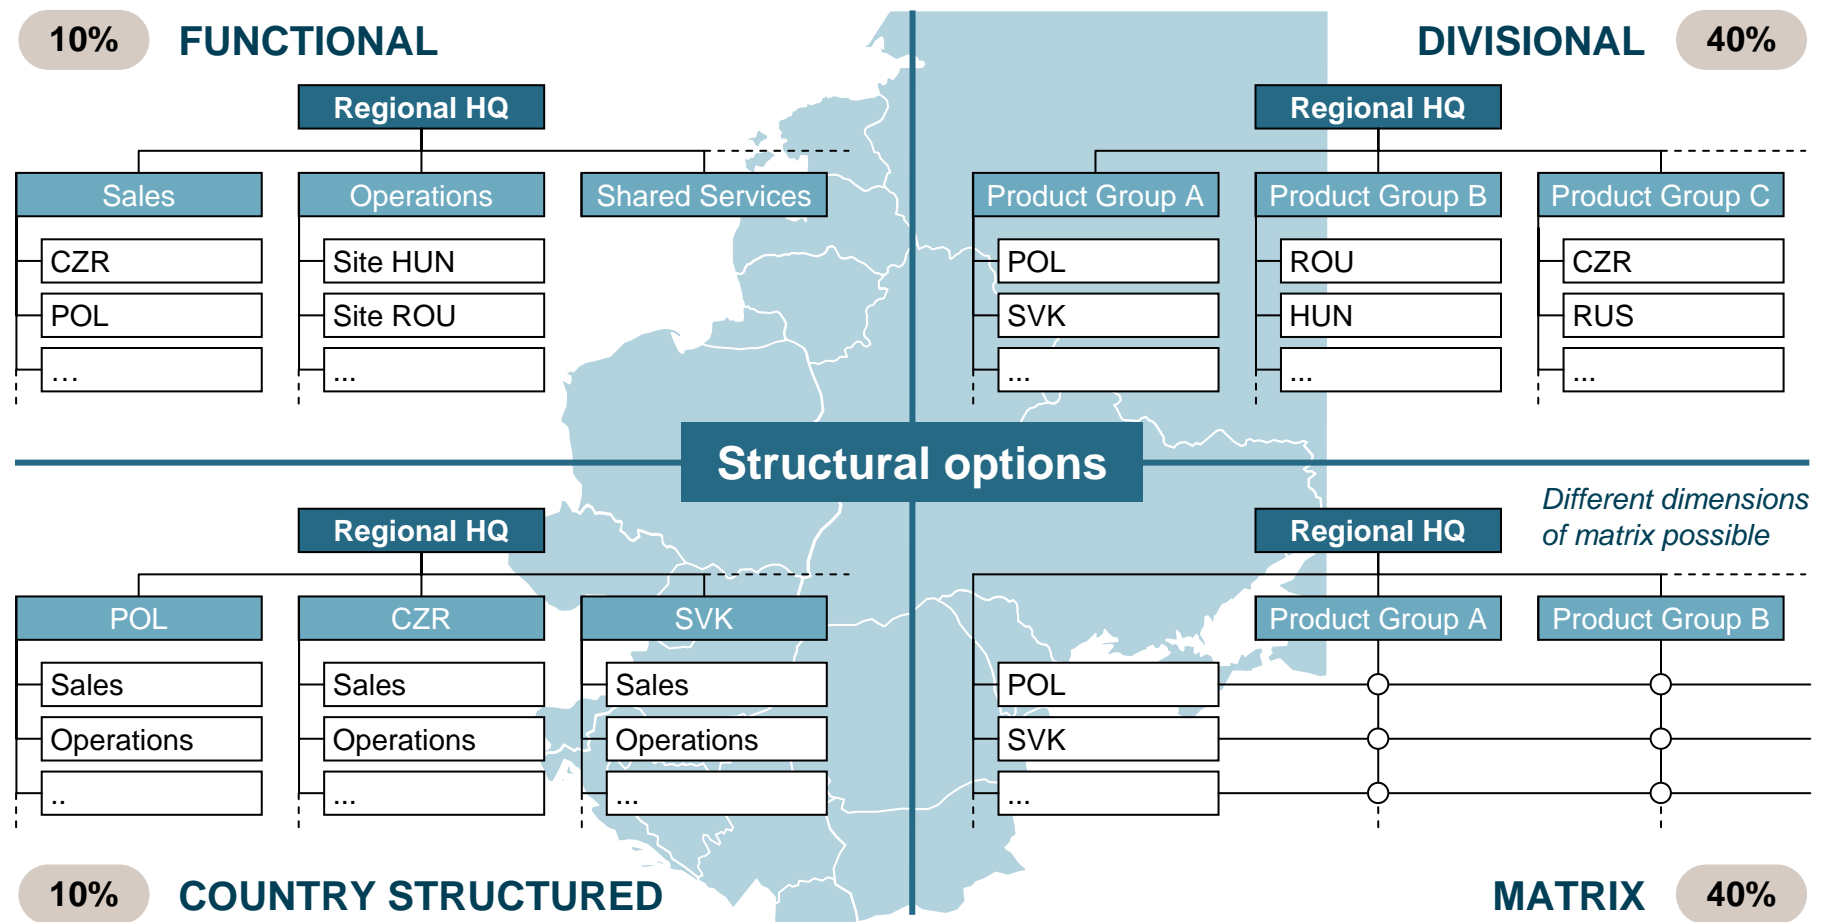 10%
FUNCTIONAL
Regional HQ
Sales
Operations
Shared Services
CZR
Site HUN
POL
Site ROU
...
...
DIVISIONAL
40%
Regional HQ
Product Group A
Product Group B
Product Group C
POL
ROU
CZR
SVK
HUN
RUS
...
...
...
Structural options
Regional HQ
POL
CZR
SVK
Sales
Sales
Sales
Operations
Operations
Operations
..
...
...
10%
COUNTRY STRUCTURED
Different dimensions
of matrix possible
Regional HQ
Product Group A
Product Group B
POL
SVK
...
MATRIX
40%